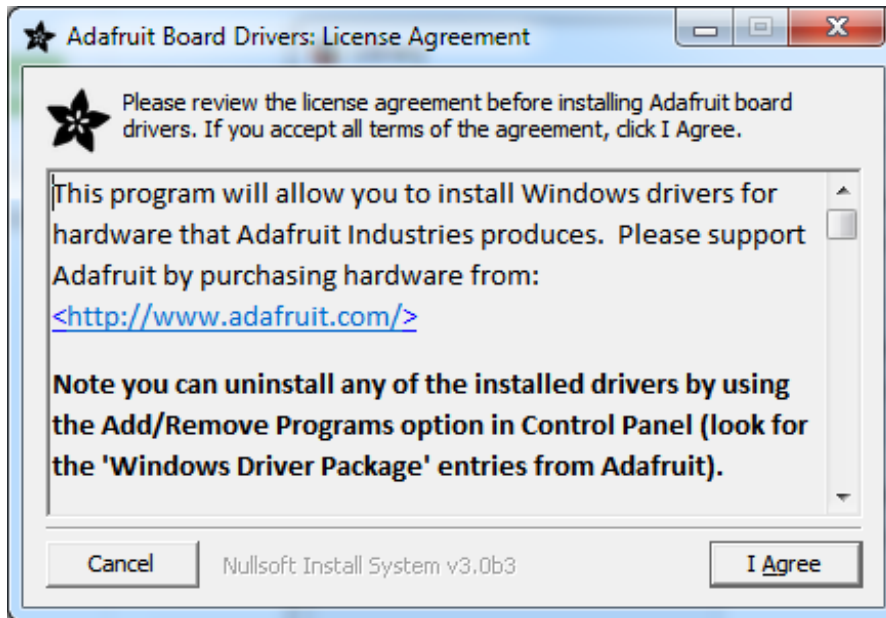 Adafruit Board Drivers: License Agreement
Please review the license agreement before installing Adafruit board
drivers. If you accept all terms of the agreement, click I Agree.
This program will allow you to install Windows drivers for
hardware that Adafruit Industries produces.  Please support
Adafruit by purchasing hardware from:
<http://www.adafruit.com/>
Note you can uninstall any of the installed drivers by using
the Add/Remove Programs option in Control Panel (look for
the 'Windows Driver Package' entries from Adafruit).
Cancel
Nullsoft Install System v3.0b3
I Agree